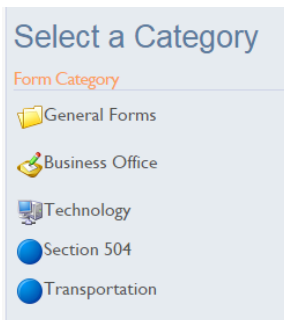 Select a Category
Form Category
General Forms
Business Office
Technology
Section 504
Transportation